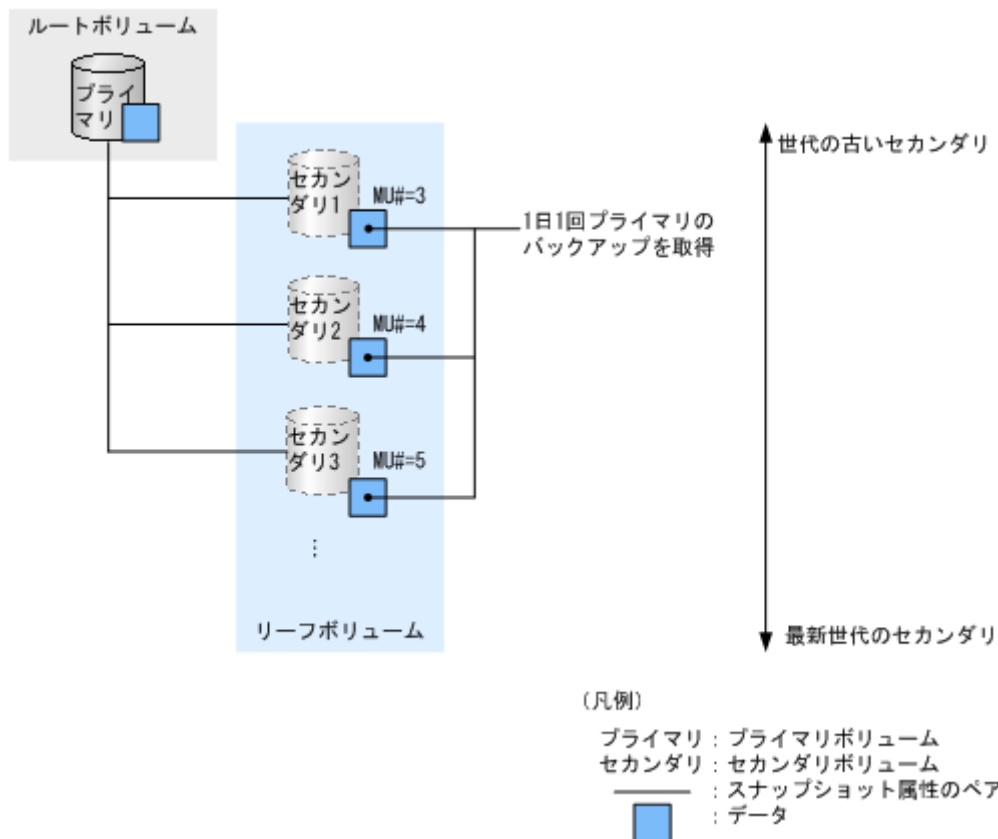 ルートボリューム
プライ
マリ
セカン
ダリ1
MU#=3
世代の古いセカンダリ
1日1回プライマリの
バックアップを取得
セカン
ダリ2
MU#=4
セカン
ダリ3
MU#=5
⋮
リーフボリューム
最新世代のセカンダリ
(凡例)
プライマリ : プライマリボリューム
セカンダリ : セカンダリボリューム
: スナップショット属性のペア
: データ